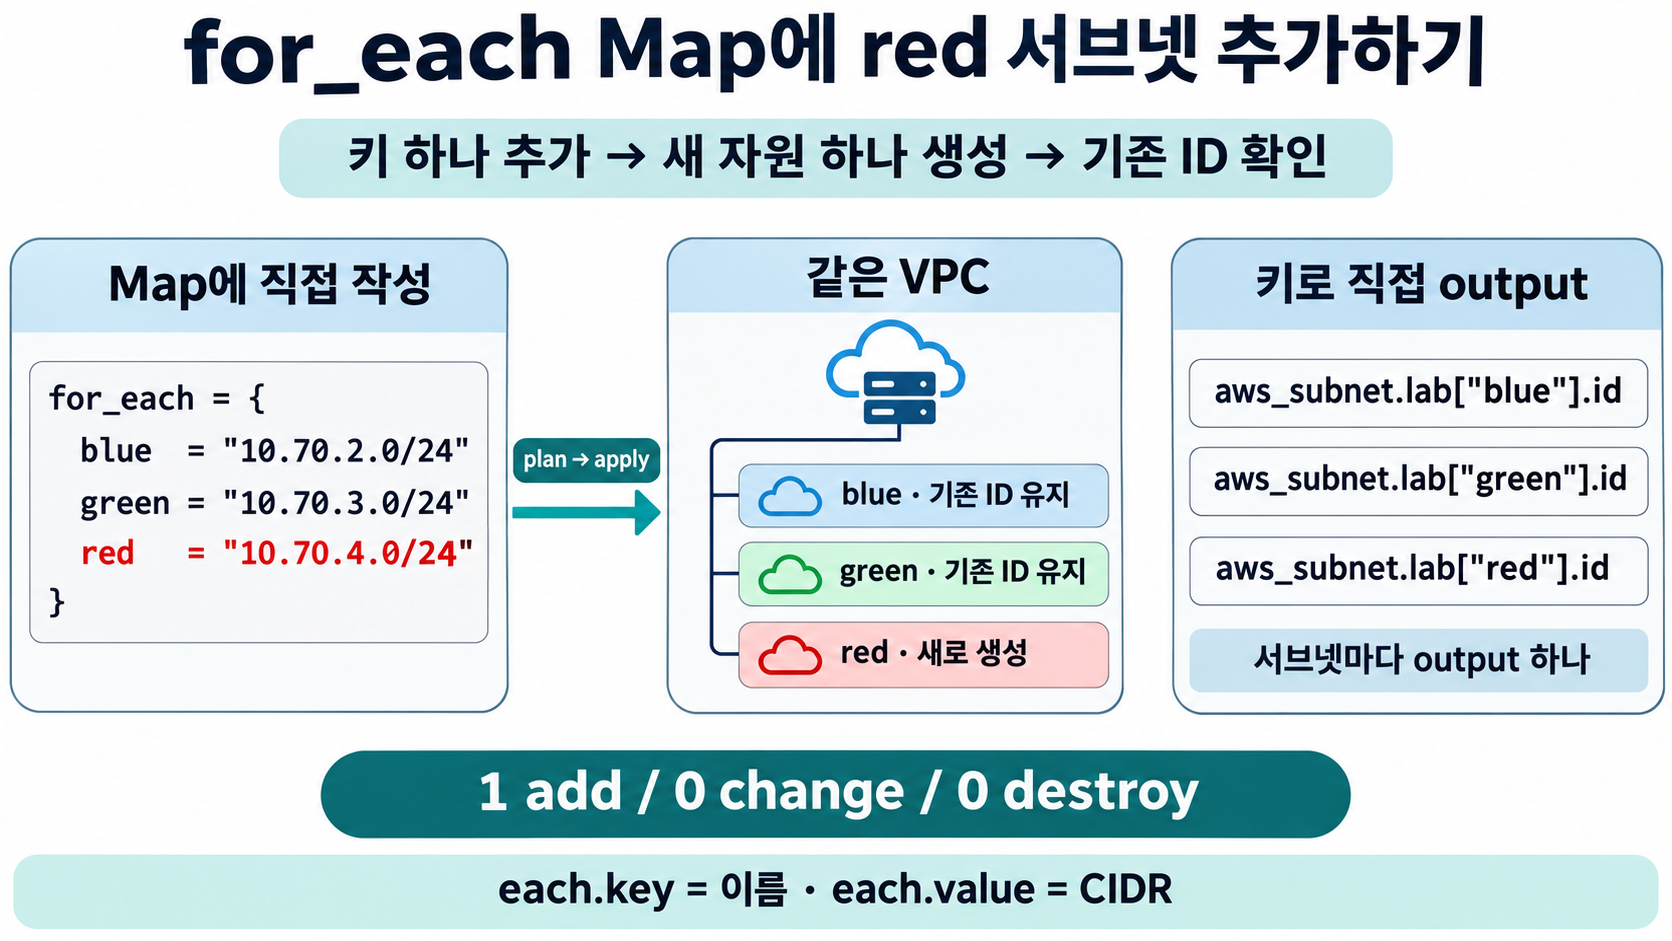 for_each Map에 red 서브넷 추가하기
키 하나 추가 → 새 자원 하나 생성 → 기존 ID 확인
Map에 직접 작성
for_each = {
  blue  = "10.70.2.0/24"
  green = "10.70.3.0/24"
  red   = "10.70.4.0/24"
}
plan → apply
같은 VPC
blue · 기존 ID 유지
green · 기존 ID 유지
red · 새로 생성
키로 직접 output
aws_subnet.lab["blue"].id
aws_subnet.lab["green"].id
aws_subnet.lab["red"].id
서브넷마다 output 하나
1 add / 0 change / 0 destroy
each.key = 이름 · each.value = CIDR